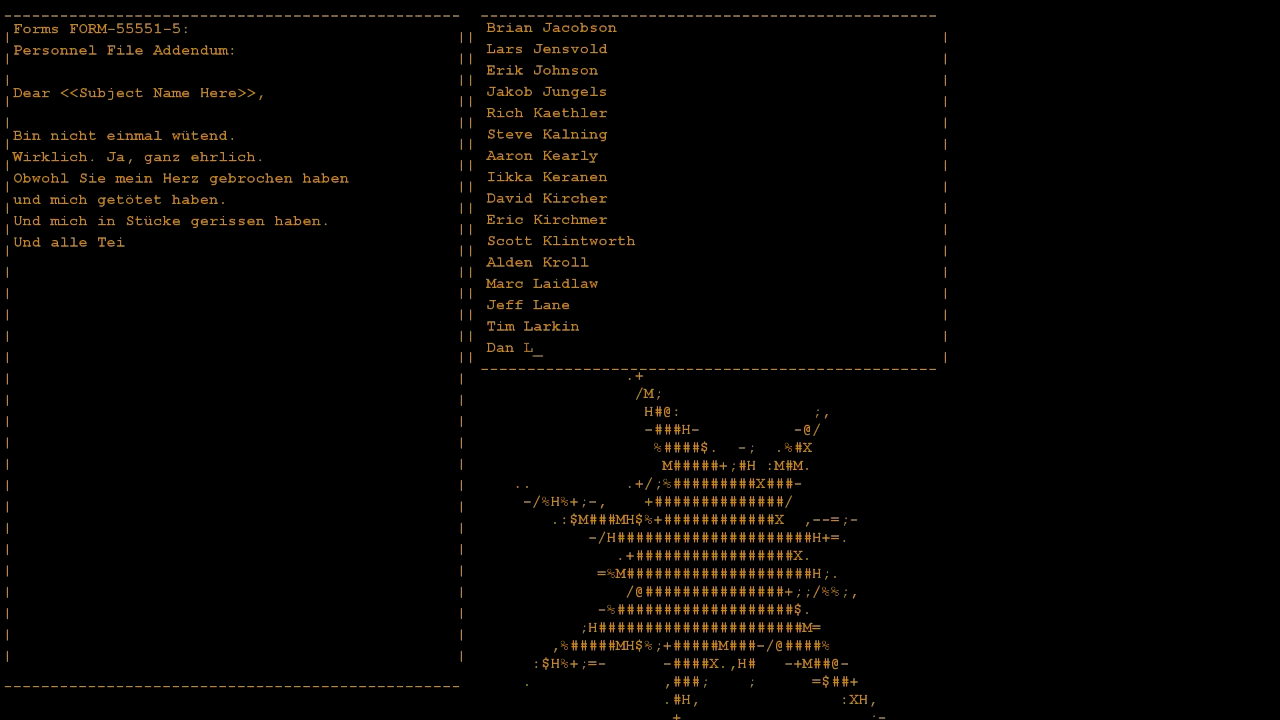 Forms FORM-55551-5:
Personnel File Addendum:
Dear <<Subject Name Here>>,
Bin nicht einmal wütend.
Wirklich. Ja, ganz ehrlich.
Obwohl Sie mein Herz gebrochen haben
und mich getötet haben.
Und mich in Stücke gerissen haben.
Und alle Tei
Brian Jacobson
Lars Jensvold
Erik Johnson
Jakob Jungels
Rich Kaethler
Steve Kalning
Aaron Kearly
Iikka Keranen
David Kircher
Eric Kirchmer
Scott Klintworth
Alden Kroll
Marc Laidlaw
Jeff Lane
Tim Larkin
Dan L_